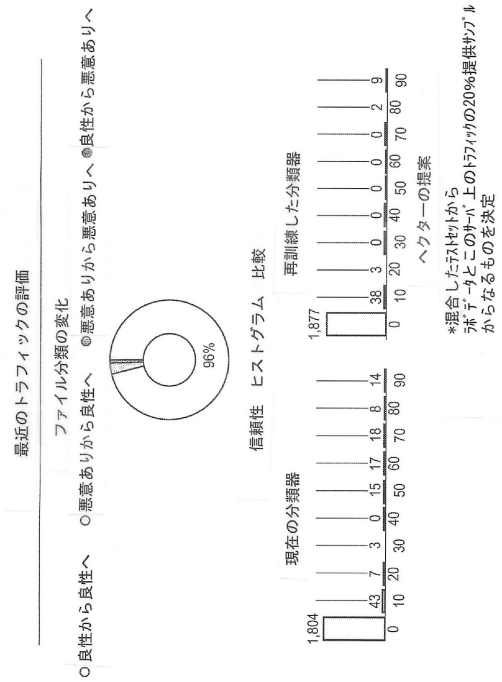 最近のトラフィックの評価
ファイル分類の変化
○良性から良性へ ○悪意ありから良性へ ●悪意ありから悪意ありへ ●良性から悪意ありへ
96%
信頼性 ヒストグラム 比較
現在の分類器
1,804 43 7 3 0 15 17 18 8 14
0 10 20 30 40 50 60 70 80 90
再訓練した分類器
1,877 38 3 0 0 0 0 0 2 9
0 10 20 30 40 50 60 70 80 90
ヘクターの提案
*混合したテストセットから
ラボデータとこのサーバ上のトラフィックの20%提供サンプル
からなるものを決定